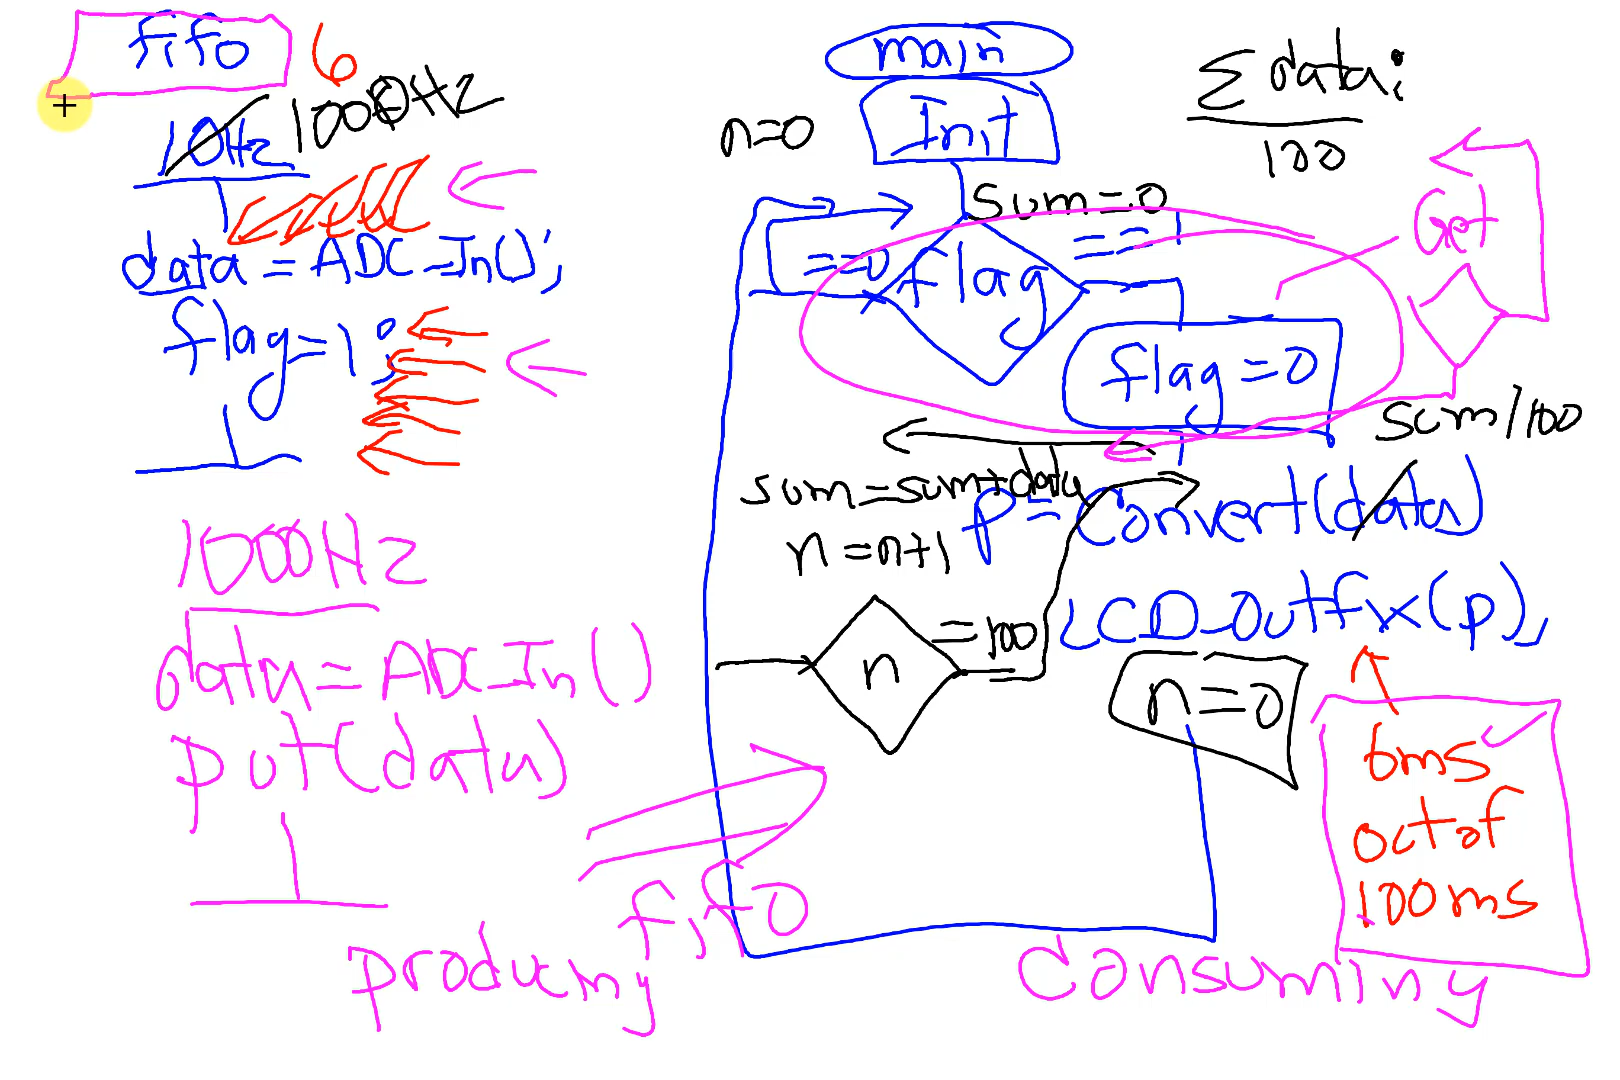 fifo
6
10Hz 1000Hz
data = ADC_In();
flag=1;
1000Hz
data = ADC_In()
put(data)
producing
fifo
main
n=0
Init
sum=0
==0
flag
==1
flag=0
sum=sum+data
n=n+1
n
=100
P=Convert(data)
LCD_OutFix(p);
n=0
Σ datai
100
Get
sum/100
6ms
out of
100ms
Consuming